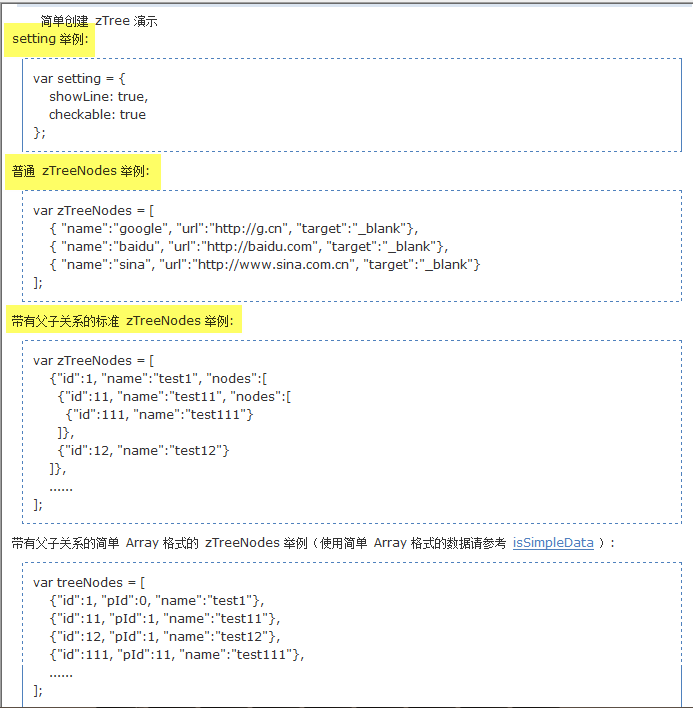 简单创建 zTree 演示
setting 举例:
var setting = {
showLine: true,
checkable: true
};
普通 zTreeNodes 举例:
var zTreeNodes = [
{ "name":"google", "url":"http://g.cn", "target":"_blank"},
{ "name":"baidu", "url":"http://baidu.com", "target":"_blank"},
{ "name":"sina", "url":"http://www.sina.com.cn", "target":"_blank"}
];
带有父子关系的标准 zTreeNodes 举例:
var zTreeNodes = [
{"id":1, "name":"test1", "nodes":[
{"id":11, "name":"test11", "nodes":[
{"id":111, "name":"test111"}
]},
{"id":12, "name":"test12"}
]},
......
];
带有父子关系的简单 Array 格式的 zTreeNodes 举例（使用简单 Array 格式的数据请参考 isSimpleData ）:
var treeNodes = [
{"id":1, "pId":0, "name":"test1"},
{"id":11, "pId":1, "name":"test11"},
{"id":12, "pId":1, "name":"test12"},
{"id":111, "pId":11, "name":"test111"},
......
];